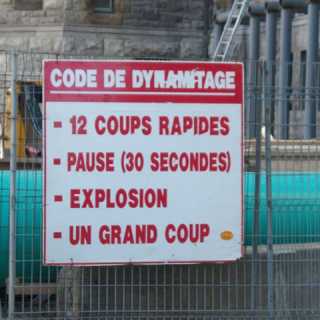 CODE DE DYNAMITAGE
- 12 COUPS RAPIDES
- PAUSE (30 SECONDES)
- EXPLOSION
- UN GRAND COUP